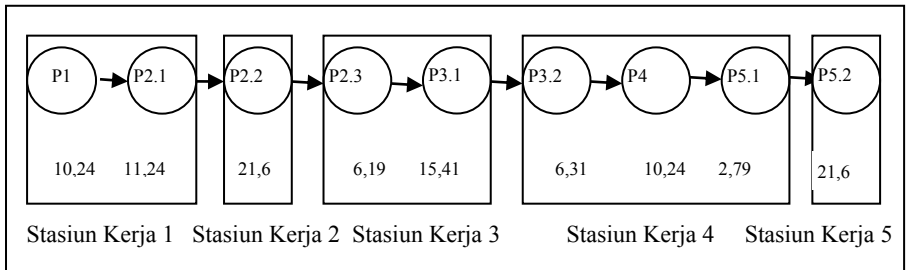 P1 P2.1 P2.2 P2.3 P3.1 P3.2 P4 P5.1 P5.2
10,24 11,24 21,6 6,19 15,41 6,31 10,24 2,79 21,6
Stasiun Kerja 1 Stasiun Kerja 2 Stasiun Kerja 3 Stasiun Kerja 4 Stasiun Kerja 5